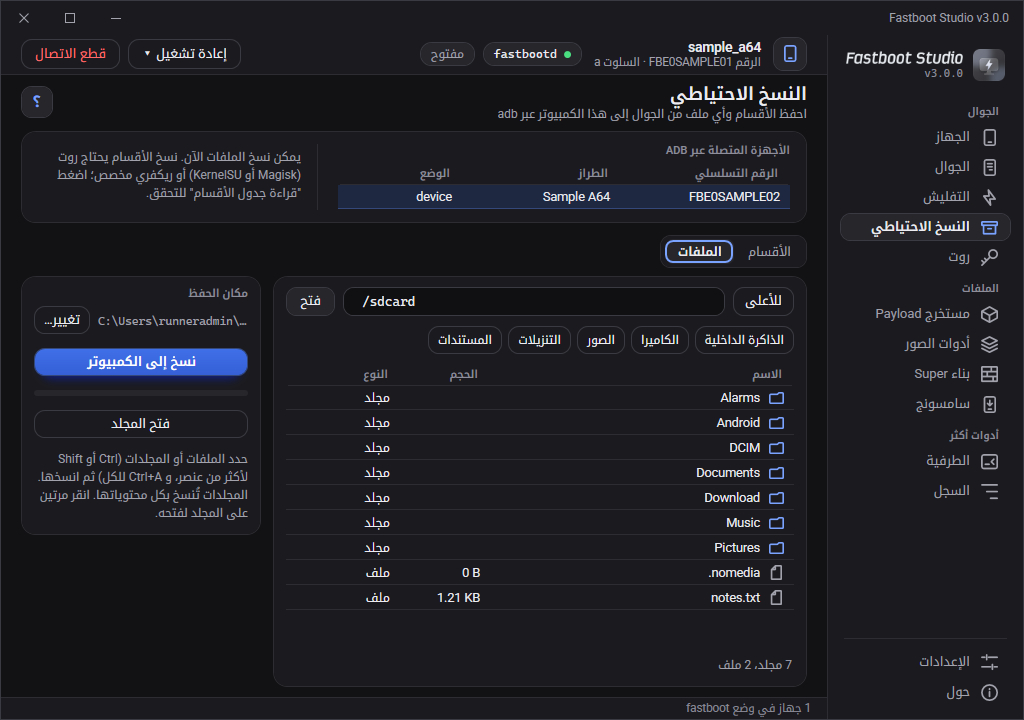 Fastboot Studio v3.0.0
Fastboot Studio
v3.0.0
الجوال
الجهاز
الجوال
التفليش
النسخ الاحتياطي
روت
الملفات
مستخرج Payload
أدوات الصور
بناء Super
سامسونج
أدوات أكثر
الطرفية
السجل
الإعدادات
حول
sample_a64
الرقم FBE0SAMPLE01 · السلوت a
fastbootd
مفتوح
إعادة تشغيل ▾
قطع الاتصال
النسخ الاحتياطي
احفظ الأقسام وأي ملف من الجوال إلى هذا الكمبيوتر عبر adb
؟
الأجهزة المتصلة عبر ADB
الرقم التسلسلي الطراز الوضع
FBE0SAMPLE02 Sample A64 device
يمكن نسخ الملفات الآن. نسخ الأقسام يحتاج روت
(Magisk أو KernelSU) أو ريكفري مخصص؛ اضغط
"قراءة جدول الأقسام" للتحقق.
الأقسام الملفات
للأعلى /sdcard فتح
الذاكرة الداخلية الكاميرا الصور التنزيلات المستندات
الاسم الحجم النوع
Alarms مجلد
Android مجلد
DCIM مجلد
Documents مجلد
Download مجلد
Music مجلد
Pictures مجلد
.nomedia 0 B ملف
notes.txt 1.21 KB ملف
7 مجلد، 2 ملف
مكان الحفظ
C:\Users\runneradmin\… تغيير...
نسخ إلى الكمبيوتر
فتح المجلد
حدد الملفات أو المجلدات (Ctrl أو Shift
لأكثر من عنصر، و Ctrl+A للكل) ثم انسخها.
المجلدات تُنسخ بكل محتوياتها. انقر مرتين
على المجلد لفتحه.
1 جهاز في وضع fastboot